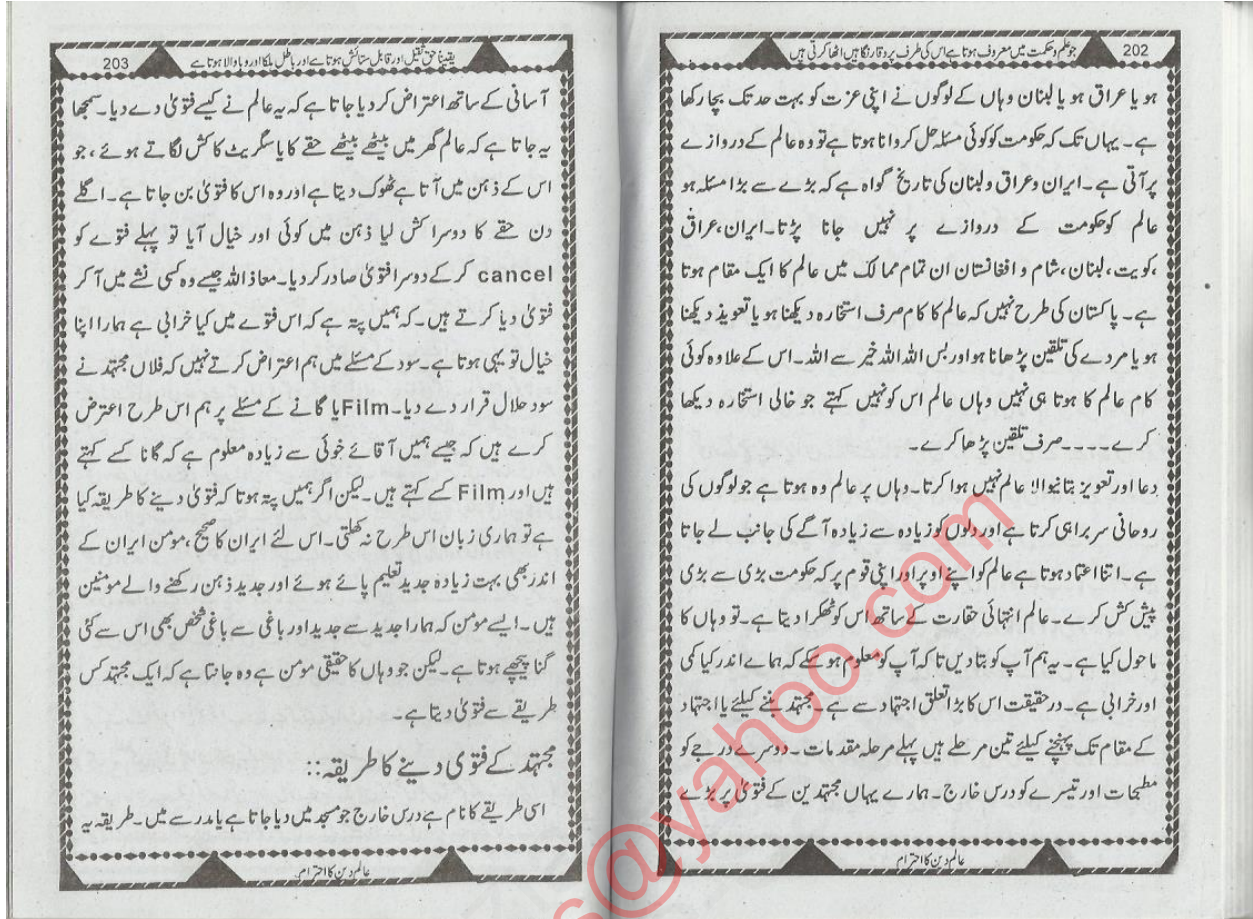 202
جو علم و حکمت میں معروف ہوتا ہے اس کی طرف پر وقار نگاہیں اٹھا کرتی ہیں
ہو یا عراق ہو یا لبنان وہاں کے لوگوں نے اپنی عزت کو بہت حد تک بچا رکھا
ہے۔ یہاں تک کہ حکومت کو کوئی مسئلہ حل کروانا ہوتا ہے تو وہ عالم کے دروازے
پر آتی ہے۔ ایران و عراق و لبنان کی تاریخ گواہ ہے کہ بڑے سے بڑا مسئلہ ہو
عالم کو حکومت کے دروازے پر نہیں جانا پڑتا۔ ایران، عراق
،کویت، لبنان، شام و افغانستان ان تمام ممالک میں عالم کا ایک مقام ہوتا
ہے۔ پاکستان کی طرح نہیں کہ عالم کا کام صرف استخارہ دیکھنا ہو یا تعویذ دیکھنا
ہو یا مردے کی تلقین پڑھانا ہو اور بس اللہ اللہ خیر سے اللہ۔ اس کے علاوہ کوئی
کام عالم کا ہوتا ہی نہیں وہاں عالم اس کو نہیں کہتے جو خالی استخارہ دیکھا
کرے۔۔۔۔ صرف تلقین پڑھا کرے۔
دعا اور تعویز بتانیوالا عالم نہیں ہوا کرتا۔ وہاں پر عالم وہ ہوتا ہے جو لوگوں کی
روحانی سربراہی کرتا ہے اور دلوں کو زیادہ سے زیادہ آگے کی جانب لے جاتا
ہے۔ اتنا اعتماد ہوتا ہے عالم کو اپنے اوپر اور اپنی قوم پر کہ حکومت بڑی سے بڑی
پیش کش کرے۔ عالم انتہائی حقارت کے ساتھ اس کو ٹھکرا دیتا ہے۔ تو وہاں کا
ماحول کیا ہے۔ یہ ہم آپ کو بتا دیں تا کہ آپ کو معلوم ہو سکے کہ ہمارے اندر کیا کمی
اور خرابی ہے۔ درحقیقت اس کا بڑا تعلق اجتہاد سے ہے۔ مجتہد بننے کیلئے یا اجتہاد
کے مقام تک پہنچنے کیلئے تین مرحلے ہیں پہلے مرحلہ مقدمات۔ دوسرے درجے کو
مطبحات اور تیسرے کو درس خارج۔ ہمارے یہاں مجتہدین کے فتویٰ پر بڑے
عالم دین کا احترام
یقیناً حق ثقیل اور قابل ستائش ہوتا ہے اور باطل ہلکا اور وبا والا ہوتا ہے
203
آسانی کے ساتھ اعتراض کر دیا جاتا ہے کہ یہ عالم نے کیسے فتویٰ دے دیا۔ سمجھا
یہ جاتا ہے کہ عالم گھر میں بیٹھے بیٹھے حقے کا یا سگریٹ کا کش لگاتے ہوئے، جو
اس کے ذہن میں آتا ہے ٹھوک دیتا ہے اور وہ اس کا فتویٰ بن جاتا ہے۔ اگلے
دن حقے کا دوسرا کش لیا ذہن میں کوئی اور خیال آیا تو پہلے فتوے کو
cancel کر کے دوسرا فتویٰ صادر کر دیا۔ معاذ اللہ جیسے وہ کسی نشے میں آ کر
فتویٰ دیا کرتے ہیں۔ کہ ہمیں پتہ ہے کہ اس فتوے میں کیا خرابی ہے ہمارا اپنا
خیال تو یہی ہوتا ہے۔ سود کے مسئلے میں ہم اعتراض کرتے نہیں کہ فلاں مجتہد نے
سود حلال قرار دے دیا۔ Film یا گانے کے مسئلے پر ہم اس طرح اعترض
کرے ہیں کہ جیسے ہمیں آقائے خوئی سے زیادہ معلوم ہے کہ گانا کسے کہتے
ہیں اور Film کسے کہتے ہیں۔ لیکن اگر ہمیں پتہ ہوتا کہ فتویٰ دینے کا طریقہ کیا
ہے تو ہماری زبان اس طرح نہ کھلتی۔ اس لئے ایران کا صحیح، مومن ایران کے
اندر بھی بہت زیادہ جدید تعلیم پائے ہوئے اور جدید ذہن رکھنے والے مومنین
ہیں۔ ایسے مومن کہ ہمارا جدید سے جدید اور باغی سے باغی شخص بھی اس سے کئی
گنا پیچھے ہوتا ہے۔ لیکن جو وہاں کا حقیقی مومن ہے وہ جانتا ہے کہ ایک مجتہد کس
طریقے سے فتویٰ دیتا ہے۔
مجتہد کے فتوی دینے کا طریقہ::
اسی طریقے کا نام ہے درس خارج جو مسجد میں دیا جاتا ہے یا مدرسے میں۔ طریقہ یہ
عالم دین کا احترام
s@yahoo.com